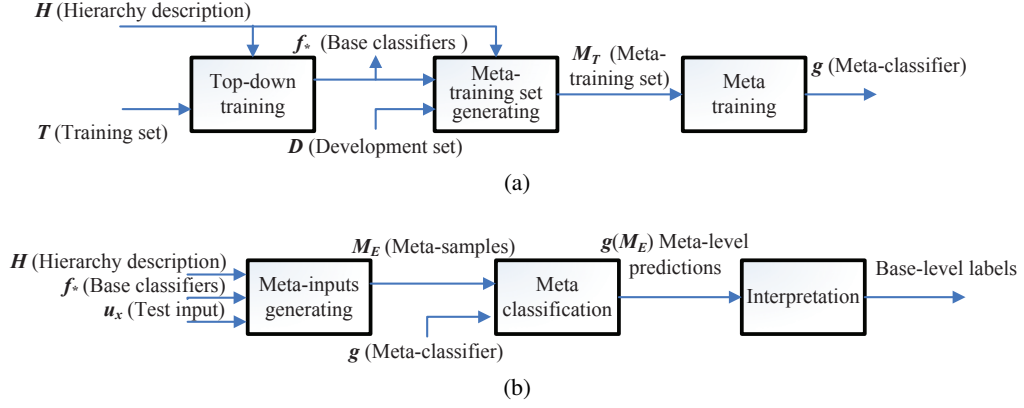 H (Hierarchy description)
f* (Base classifiers )
Top-down
training
T (Training set)
Meta-
training set
generating
D (Development set)
M_T (Meta-
training set)
Meta
training
g (Meta-classifier)
(a)
H (Hierarchy description)
f* (Base classifiers)
u_x (Test input)
Meta-inputs
generating
M_E (Meta-samples)
g (Meta-classifier)
Meta
classification
g(M_E) Meta-level
predictions
Interpretation
Base-level labels
(b)